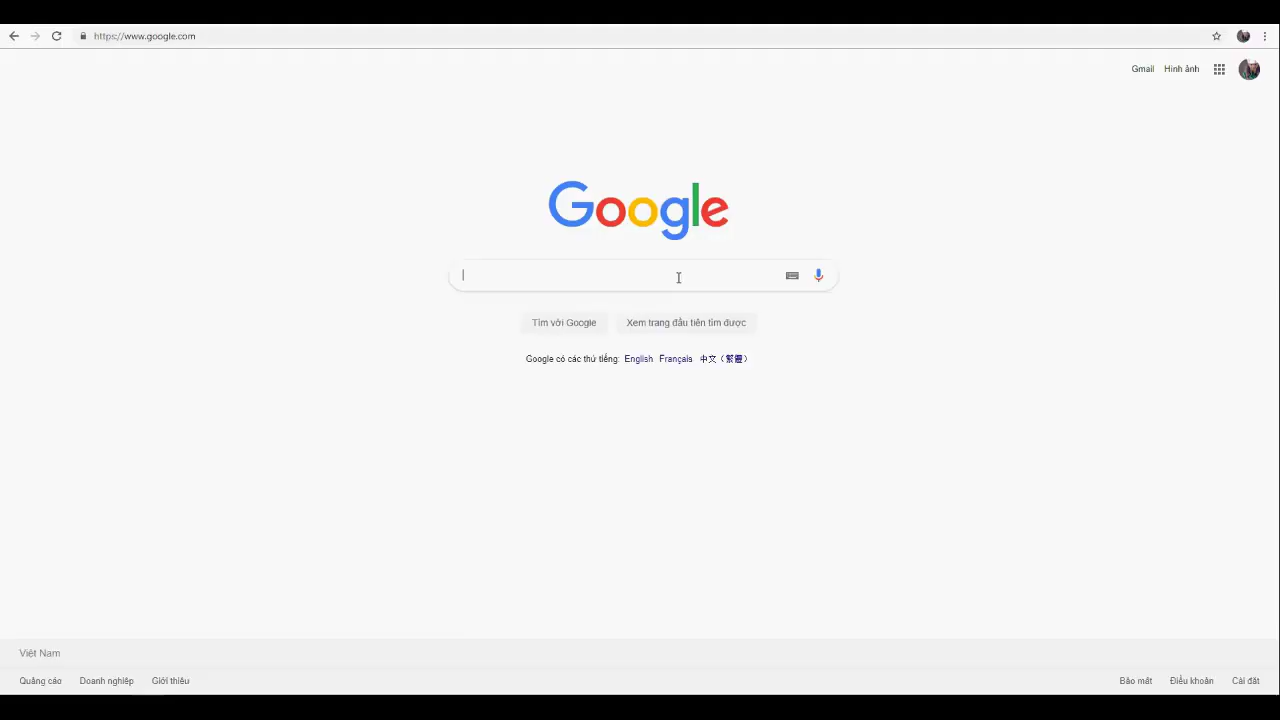 https://www.google.com
Gmail Hình ảnh
Google
Tìm với Google Xem trang đầu tiên tìm được
Google có các thứ tiếng: English Français 中文（繁體）
Việt Nam
Quảng cáo Doanh nghiệp Giới thiệu Bảo mật Điều khoản Cài đặt